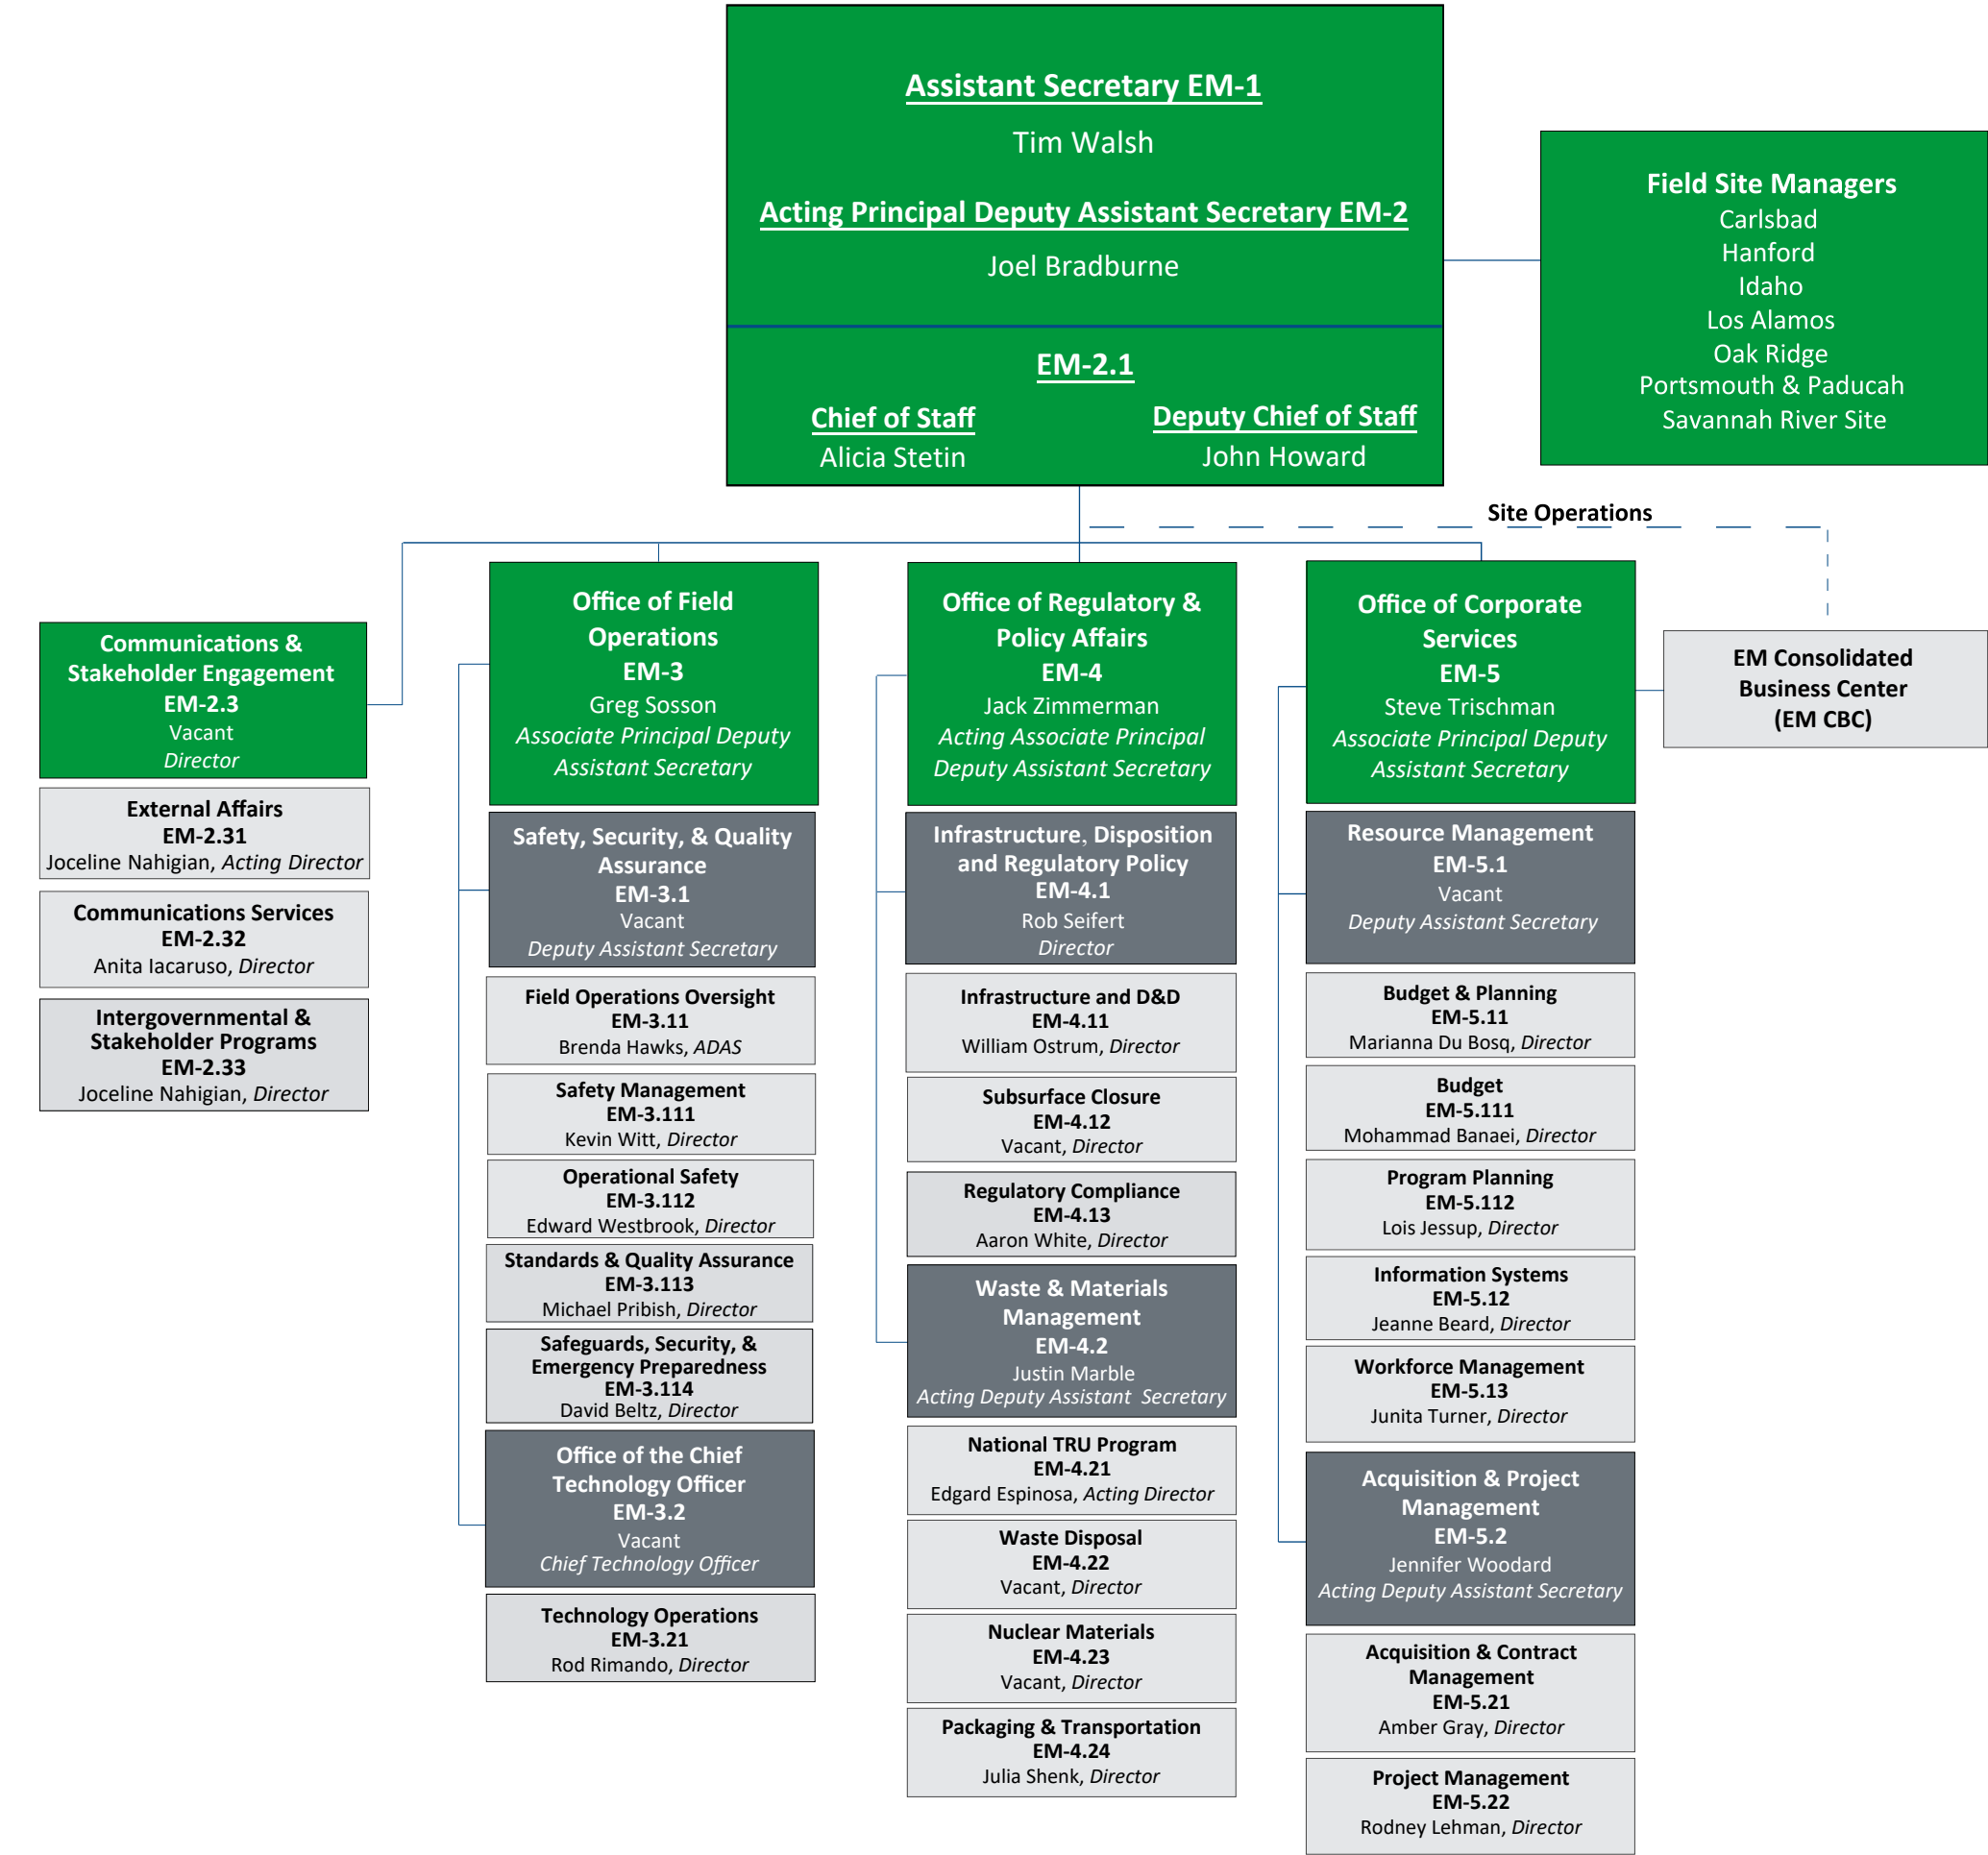 Assistant Secretary EM-1
Tim Walsh
Acting Principal Deputy Assistant Secretary EM-2
Joel Bradburne
EM-2.1
Chief of Staff
Alicia Stetin
Deputy Chief of Staff
John Howard
Field Site Managers
Carlsbad
Hanford
Idaho
Los Alamos
Oak Ridge
Portsmouth & Paducah
Savannah River Site
Site Operations
Communications &
Stakeholder Engagement
EM-2.3
Vacant
Director
External Affairs
EM-2.31
Joceline Nahigian, Acting Director
Communications Services
EM-2.32
Anita Iacaruso, Director
Intergovernmental &
Stakeholder Programs
EM-2.33
Joceline Nahigian, Director
Office of Field
Operations
EM-3
Greg Sosson
Associate Principal Deputy
Assistant Secretary
Safety, Security, & Quality
Assurance
EM-3.1
Vacant
Deputy Assistant Secretary
Field Operations Oversight
EM-3.11
Brenda Hawks, ADAS
Safety Management
EM-3.111
Kevin Witt, Director
Operational Safety
EM-3.112
Edward Westbrook, Director
Standards & Quality Assurance
EM-3.113
Michael Pribish, Director
Safeguards, Security, &
Emergency Preparedness
EM-3.114
David Beltz, Director
Office of the Chief
Technology Officer
EM-3.2
Vacant
Chief Technology Officer
Technology Operations
EM-3.21
Rod Rimando, Director
Office of Regulatory &
Policy Affairs
EM-4
Jack Zimmerman
Acting Associate Principal
Deputy Assistant Secretary
Infrastructure, Disposition
and Regulatory Policy
EM-4.1
Rob Seifert
Director
Infrastructure and D&D
EM-4.11
William Ostrum, Director
Subsurface Closure
EM-4.12
Vacant, Director
Regulatory Compliance
EM-4.13
Aaron White, Director
Waste & Materials
Management
EM-4.2
Justin Marble
Acting Deputy Assistant Secretary
National TRU Program
EM-4.21
Edgard Espinosa, Acting Director
Waste Disposal
EM-4.22
Vacant, Director
Nuclear Materials
EM-4.23
Vacant, Director
Packaging & Transportation
EM-4.24
Julia Shenk, Director
Office of Corporate
Services
EM-5
Steve Trischman
Associate Principal Deputy
Assistant Secretary
Resource Management
EM-5.1
Vacant
Deputy Assistant Secretary
Budget & Planning
EM-5.11
Marianna Du Bosq, Director
Budget
EM-5.111
Mohammad Banaei, Director
Program Planning
EM-5.112
Lois Jessup, Director
Information Systems
EM-5.12
Jeanne Beard, Director
Workforce Management
EM-5.13
Junita Turner, Director
Acquisition & Project
Management
EM-5.2
Jennifer Woodard
Acting Deputy Assistant Secretary
Acquisition & Contract
Management
EM-5.21
Amber Gray, Director
Project Management
EM-5.22
Rodney Lehman, Director
EM Consolidated
Business Center
(EM CBC)